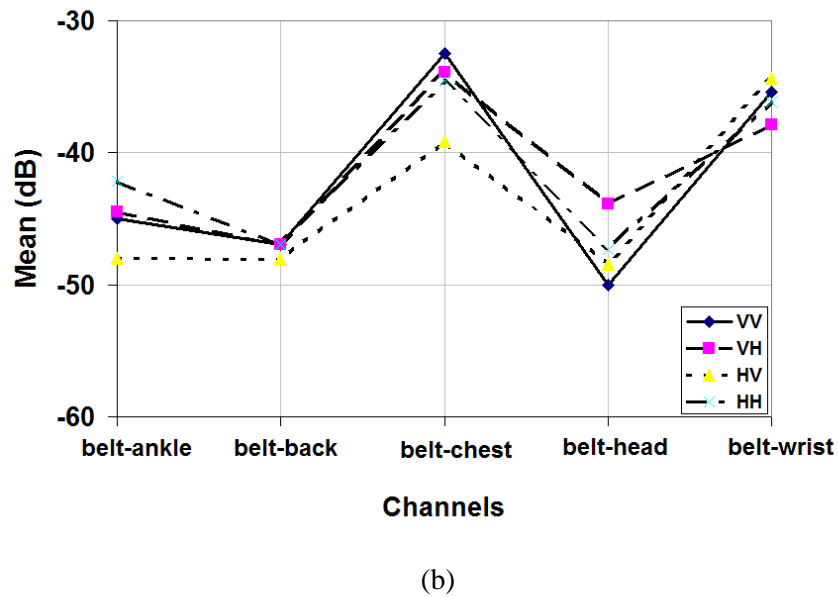 -30
-40
-50
-60
Mean (dB)
VV
VH
HV
HH
belt-ankle belt-back belt-chest belt-head belt-wrist
Channels
(b)